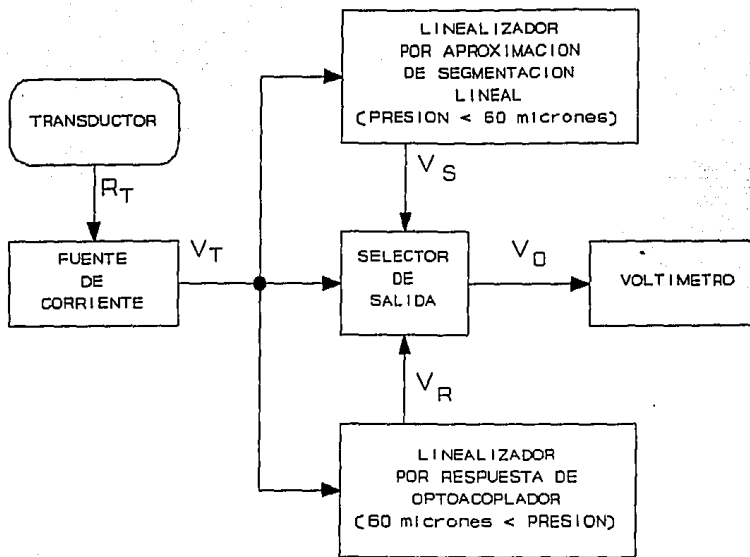 LINEALIZADOR
POR APROXIMACION
DE SEGMENTACION
LINEAL
(PRESION < 60 micrones)
TRANSDUCTOR
R_T
V_S
FUENTE
DE
CORRIENTE
V_T
SELECTOR
DE
SALIDA
V_O
VOLTIMETRO
V_R
LINEALIZADOR
POR RESPUESTA DE
OPTOACOPLADOR
(60 micrones < PRESION)